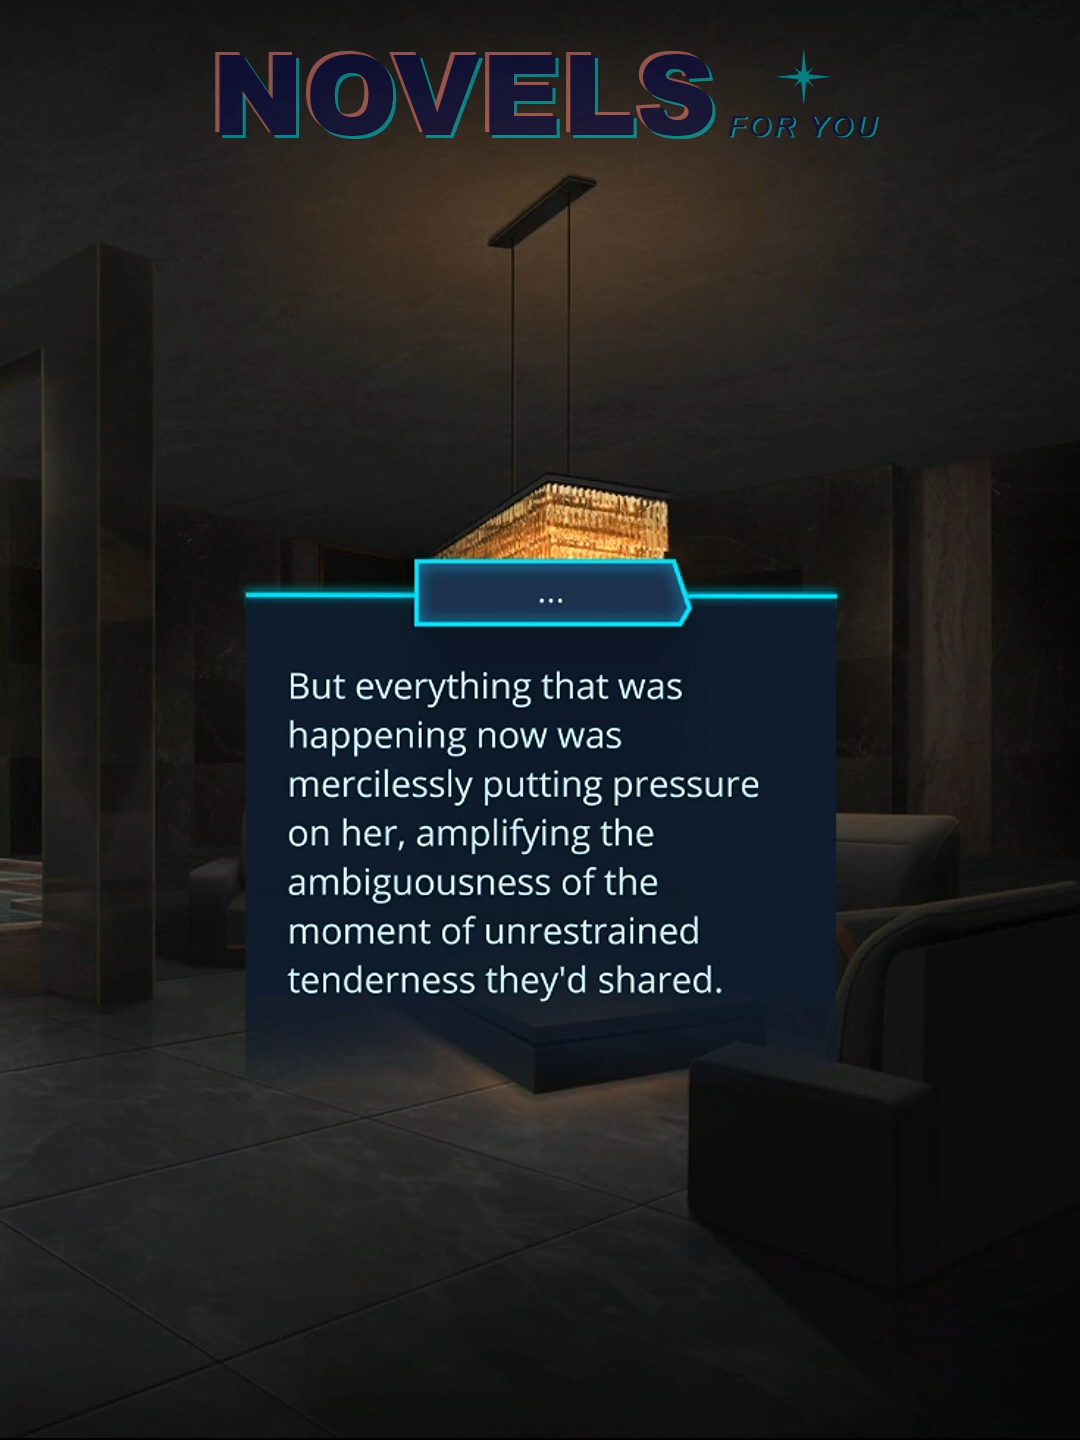 NOVELS
FOR YOU
...
But everything that was
happening now was
mercilessly putting pressure
on her, amplifying the
ambiguousness of the
moment of unrestrained
tenderness they'd shared.